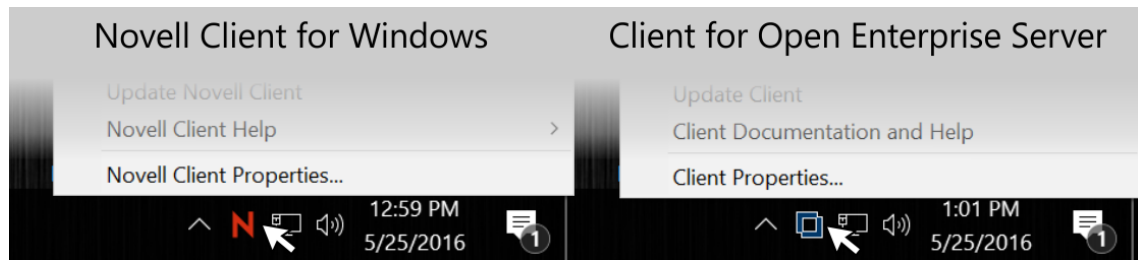 Novell Client for Windows
Update Novell Client
Novell Client Help
Novell Client Properties...
N
12:59 PM
5/25/2016
1
Client for Open Enterprise Server
Update Client
Client Documentation and Help
Client Properties...
1:01 PM
5/25/2016
1